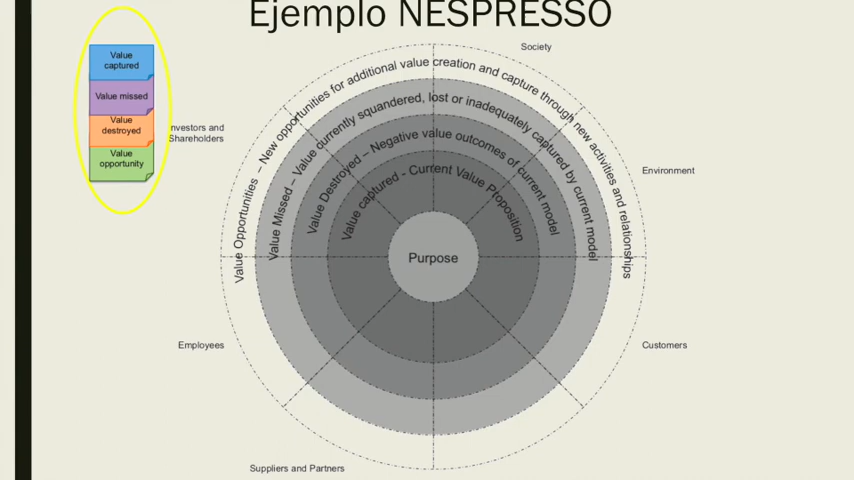 Ejemplo NESPRESSO
Value
captured
Value missed
Value
destroyed
Value
opportunity
nvestors and
Shareholders
Society
Environment
Customers
Suppliers and Partners
Employees
Value Opportunities – New opportunities for additional value creation and capture through new activities and relationships
Value Missed – Value currently squandered, lost or inadequately captured by current model
Value Destroyed – Negative value outcomes of current model
Value captured - Current Value Proposition
Purpose